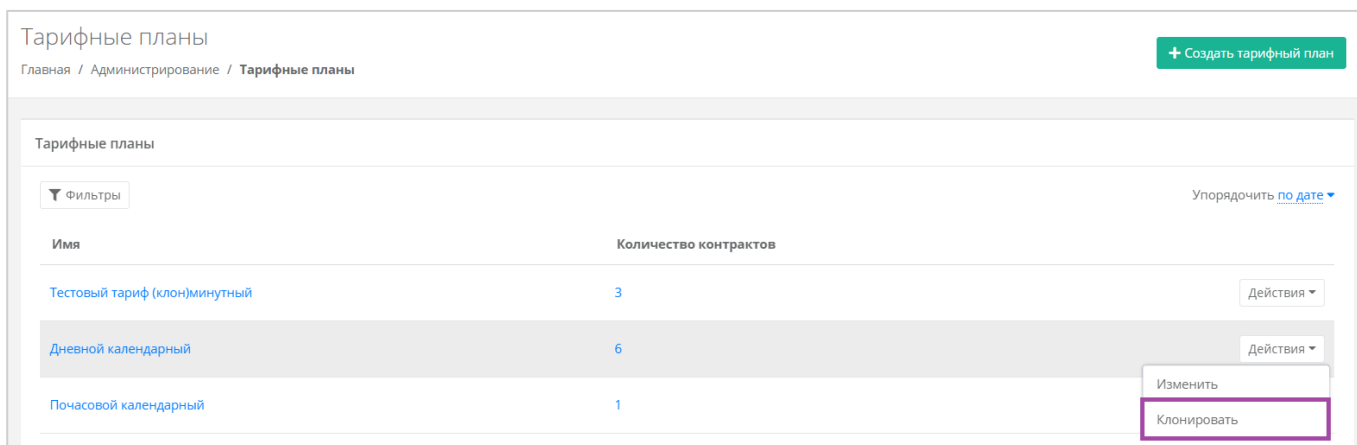 Тарифные планы
+ Создать тарифный план
Главная / Администрирование / Тарифные планы
Тарифные планы
Фильтры
Упорядочить по дате
Имя Количество контрактов
Тестовый тариф (клон)минутный 3 Действия
Дневной календарный 6 Действия
Изменить
Почасовой календарный 1
Клонировать